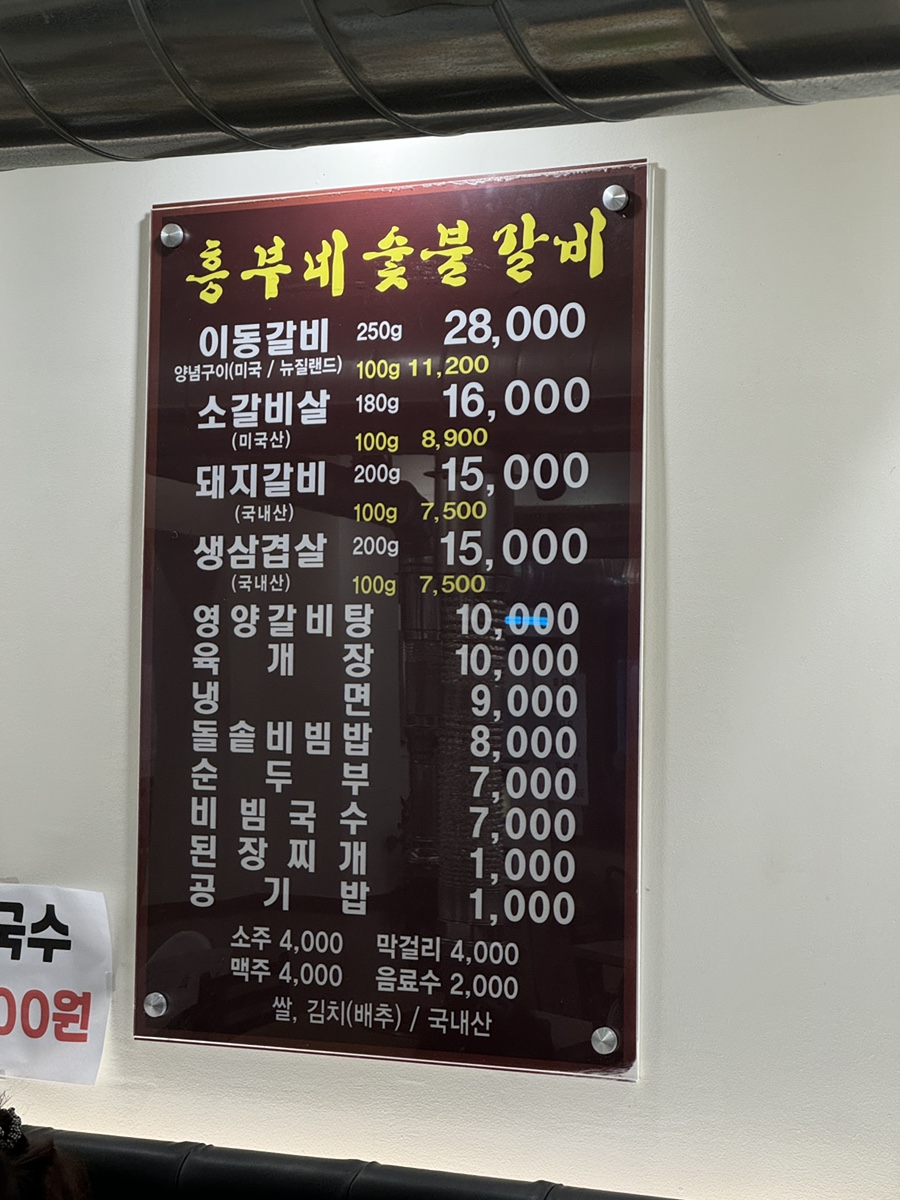 흥부네 숯불갈비
이동갈비 250g 28,000
양념구이(미국 / 뉴질랜드) 100g 11,200
소갈비살 180g 16,000
(미국산) 100g 8,900
돼지갈비 200g 15,000
(국내산) 100g 7,500
생삼겹살 200g 15,000
(국내산) 100g 7,500
영양갈비탕 10,000
육개장 10,000
냉면 9,000
돌솥비빔밥 8,000
순두부 7,000
비빔국수 7,000
된장찌개 1,000
공기밥 1,000
소주 4,000 막걸리 4,000
맥주 4,000 음료수 2,000
쌀, 김치(배추) / 국내산
국수
00원